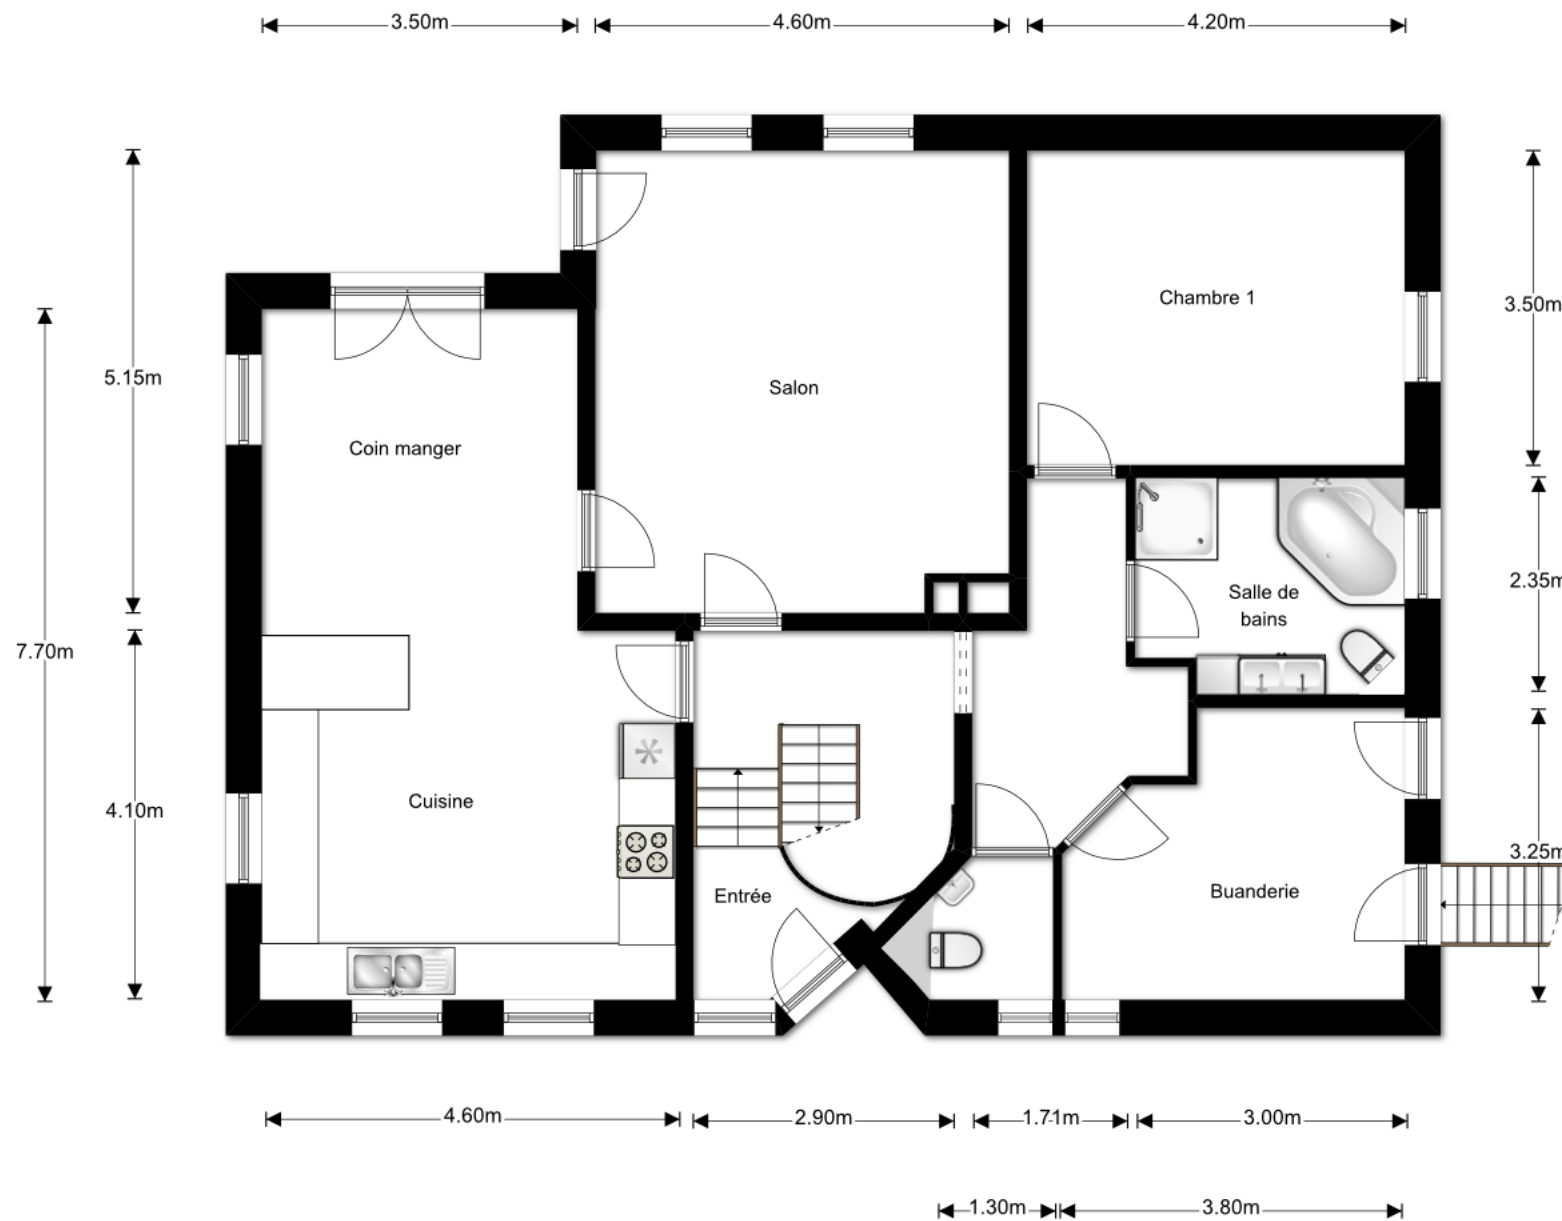 3.50m
4.60m
4.20m
Chambre 1
3.50m
5.15m
Salon
Coin manger
2.35m
Salle de
bains
7.70m
4.10m
Cuisine
3.25m
Entrée
Buanderie
4.60m
2.90m
1.71m
3.00m
1.30m
3.80m